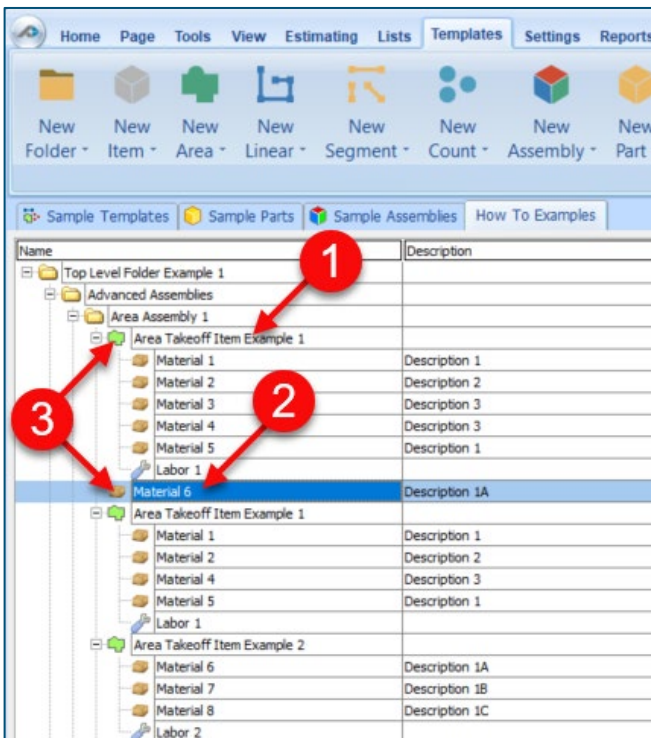 Home Page Tools View Estimating Lists Templates Settings Reports
New Folder New Item New Area New Linear New Segment New Count New Assembly New Part
Sample Templates Sample Parts Sample Assemblies How To Examples
Name Description
Top Level Folder Example 1
Advanced Assemblies
1
Area Assembly 1
Area Takeoff Item Example 1
Material 1 Description 1
Material 2 Description 2
Material 3 Description 3
2
3
Material 4 Description 3
Material 5 Description 1
Labor 1
Material 6 Description 1A
Area Takeoff Item Example 1
Material 1 Description 1
Material 2 Description 2
Material 4 Description 3
Material 5 Description 1
Labor 1
Area Takeoff Item Example 2
Material 6 Description 1A
Material 7 Description 1B
Material 8 Description 1C
Labor 2